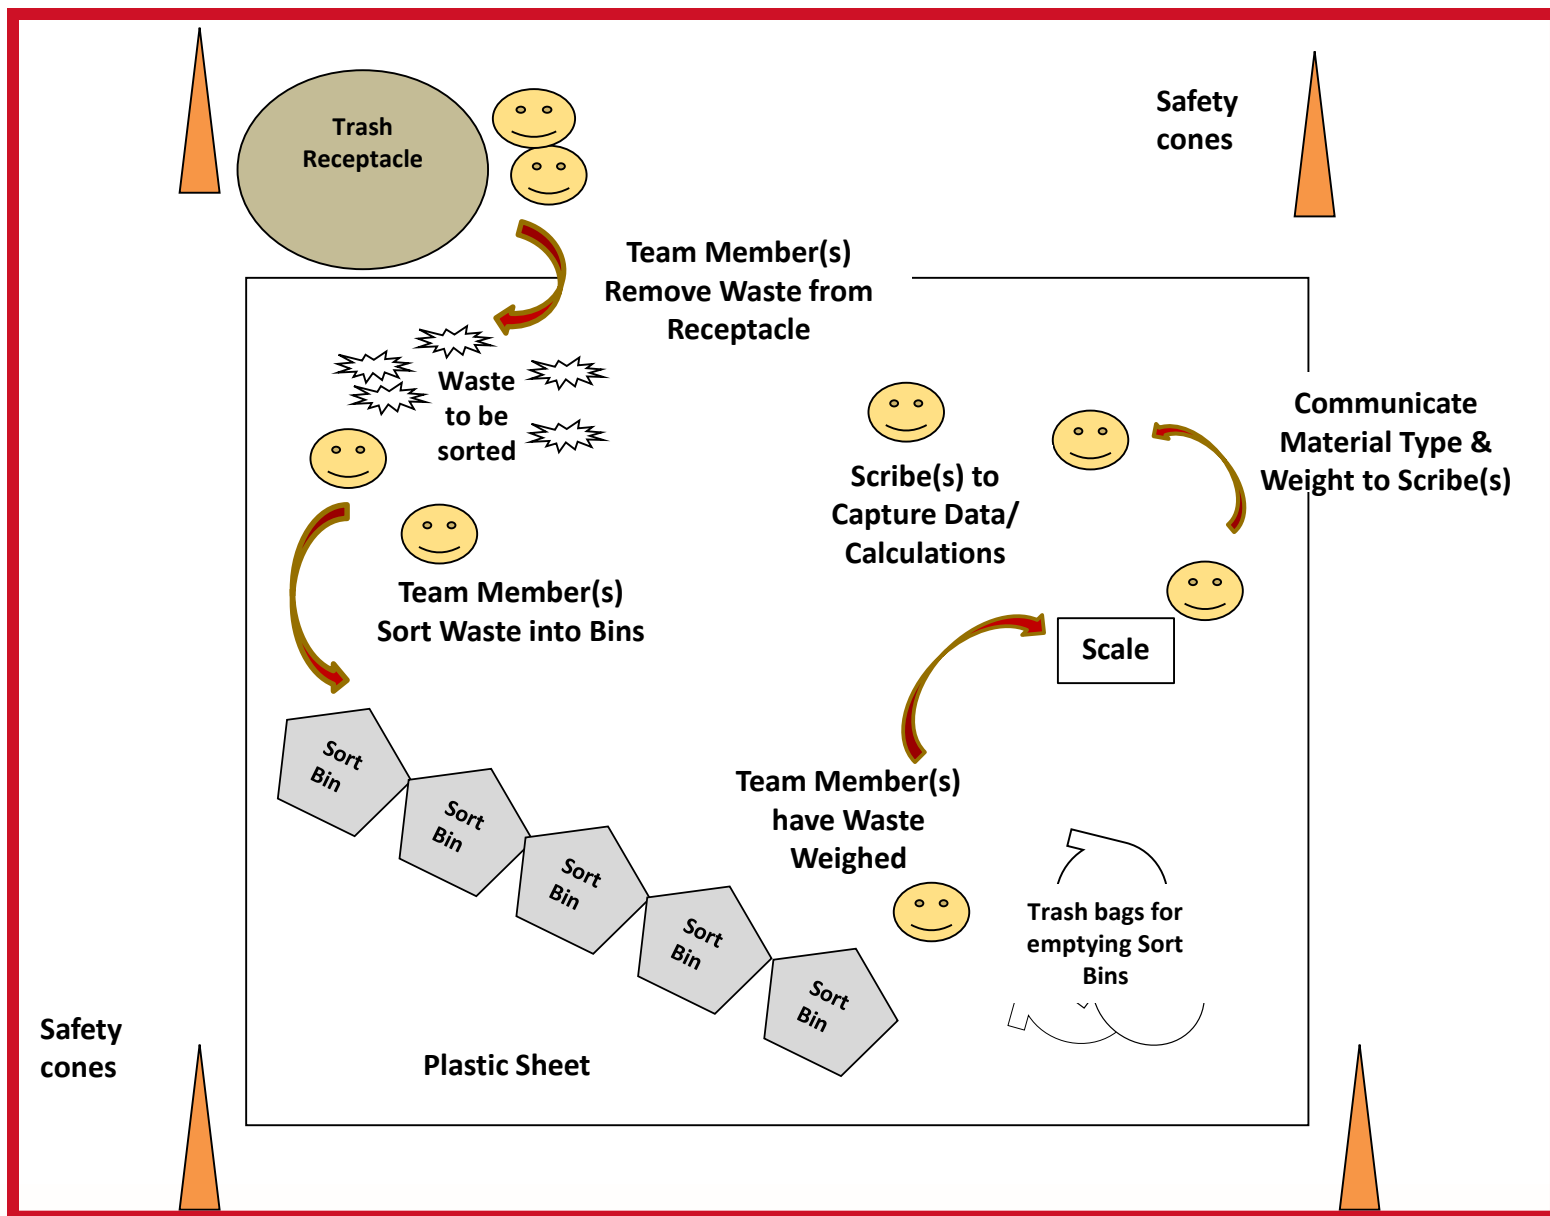 Trash
Receptacle
Safety
cones
Team Member(s)
Remove Waste from
Receptacle
Waste
to be
sorted
Communicate
Material Type &
Weight to Scribe(s)
Scribe(s) to
Capture Data/
Calculations
Team Member(s)
Sort Waste into Bins
Scale
Sort
Bin
Sort
Bin
Sort
Bin
Sort
Bin
Sort
Bin
Team Member(s)
have Waste
Weighed
Trash bags for
emptying Sort
Bins
Safety
cones
Plastic Sheet